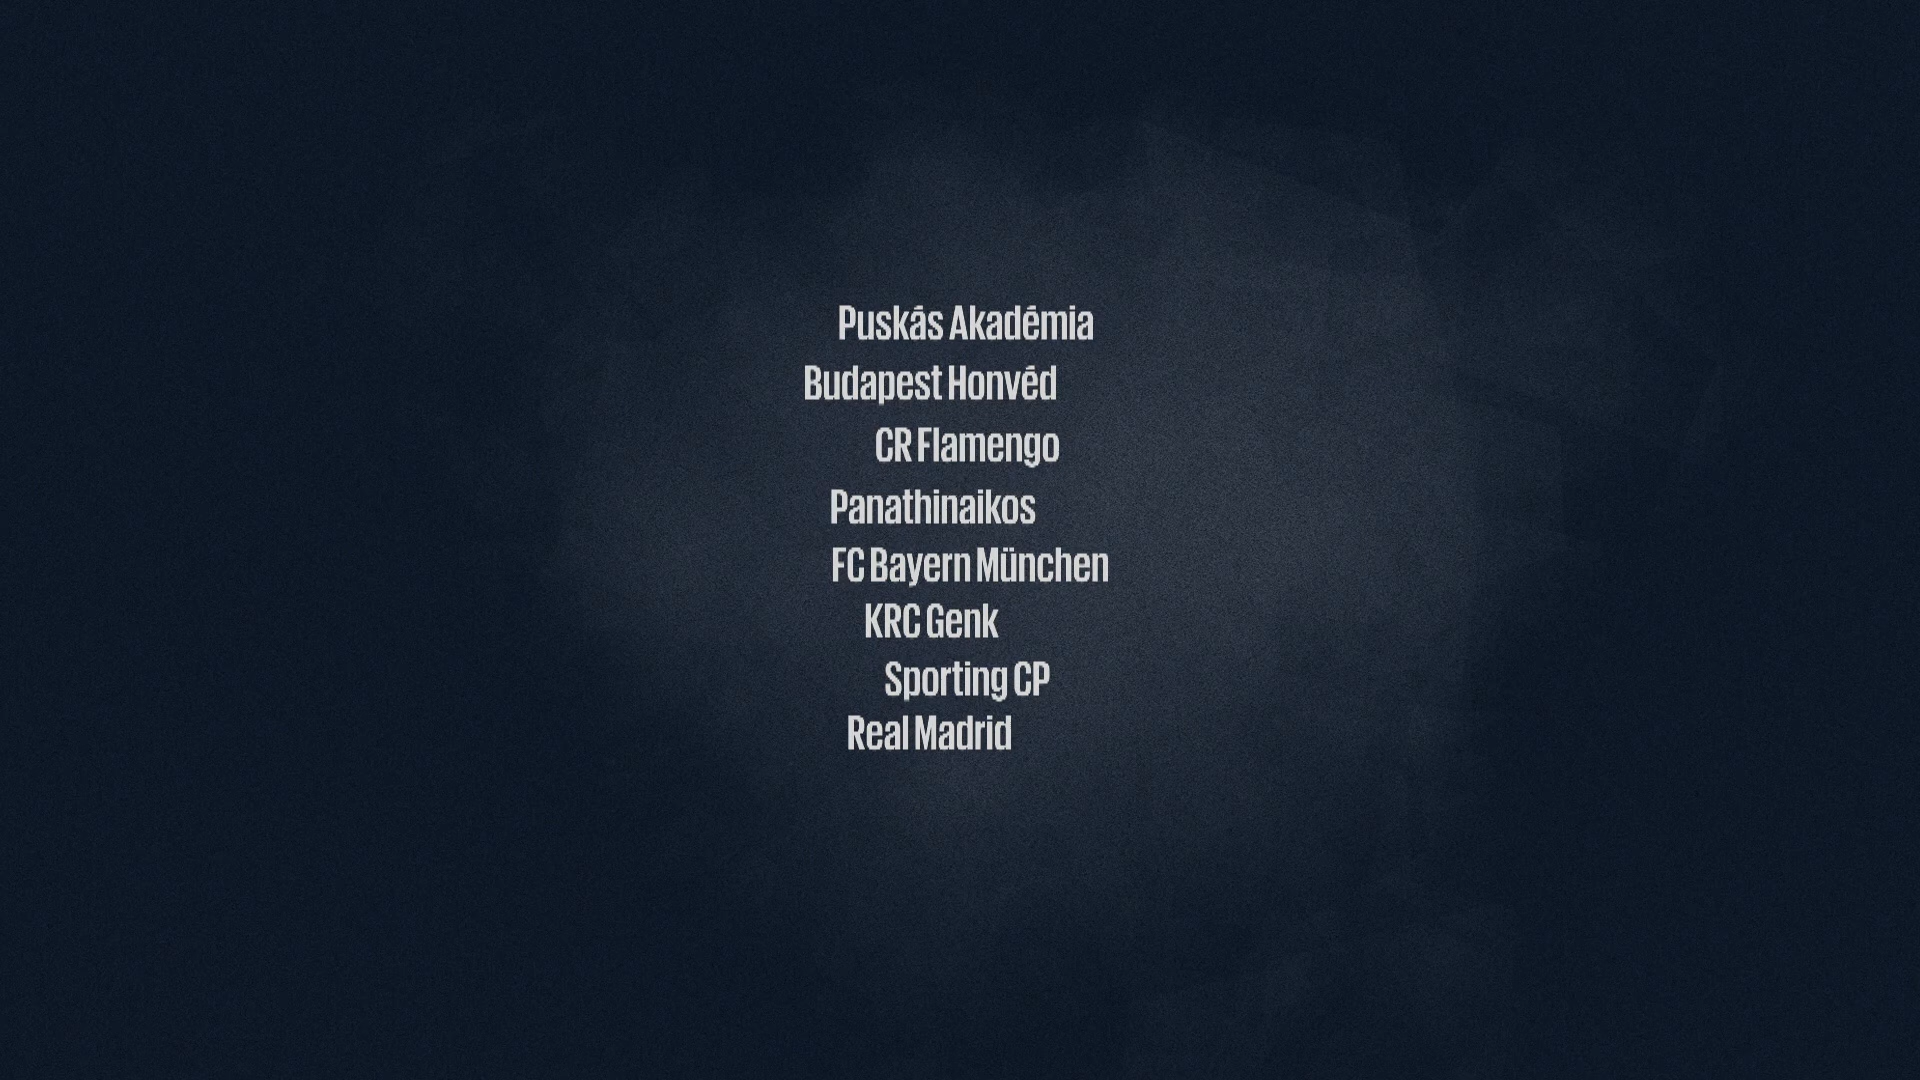 Puskás Akadémia
Budapest Honvéd
CR Flamengo
Panathinaikos
FC Bayern München
KRC Genk
Sporting CP
Real Madrid